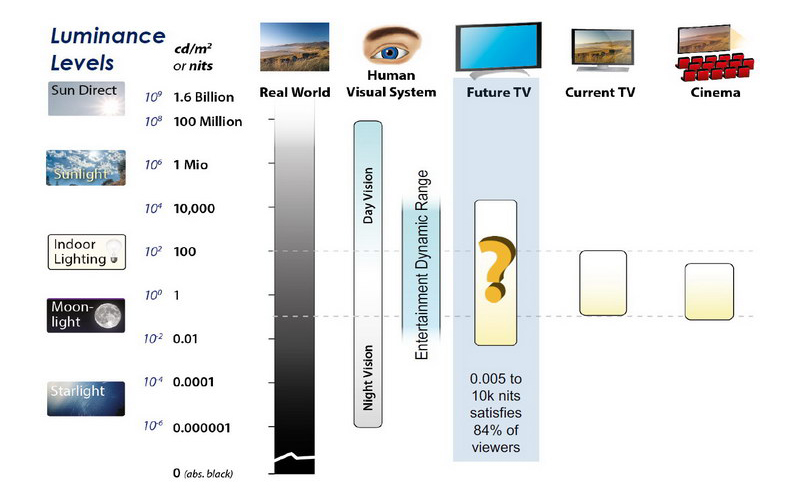 Luminance
Levels
cd/m²
or nits
Real World
Human
Visual System
Future TV
Current TV
Cinema
Sun Direct
10⁹ 1.6 Billion
10⁸ 100 Million
Sunlight
10⁶ 1 Mio
10⁴ 10,000
Indoor
Lighting
10² 100
10⁰ 1
Moon-
light
10⁻² 0.01
Starlight
10⁻⁴ 0.0001
10⁻⁶ 0.000001
0 (abs. black)
Day Vision
Night Vision
Entertainment Dynamic Range
?
0.005 to
10k nits
satisfies
84% of
viewers